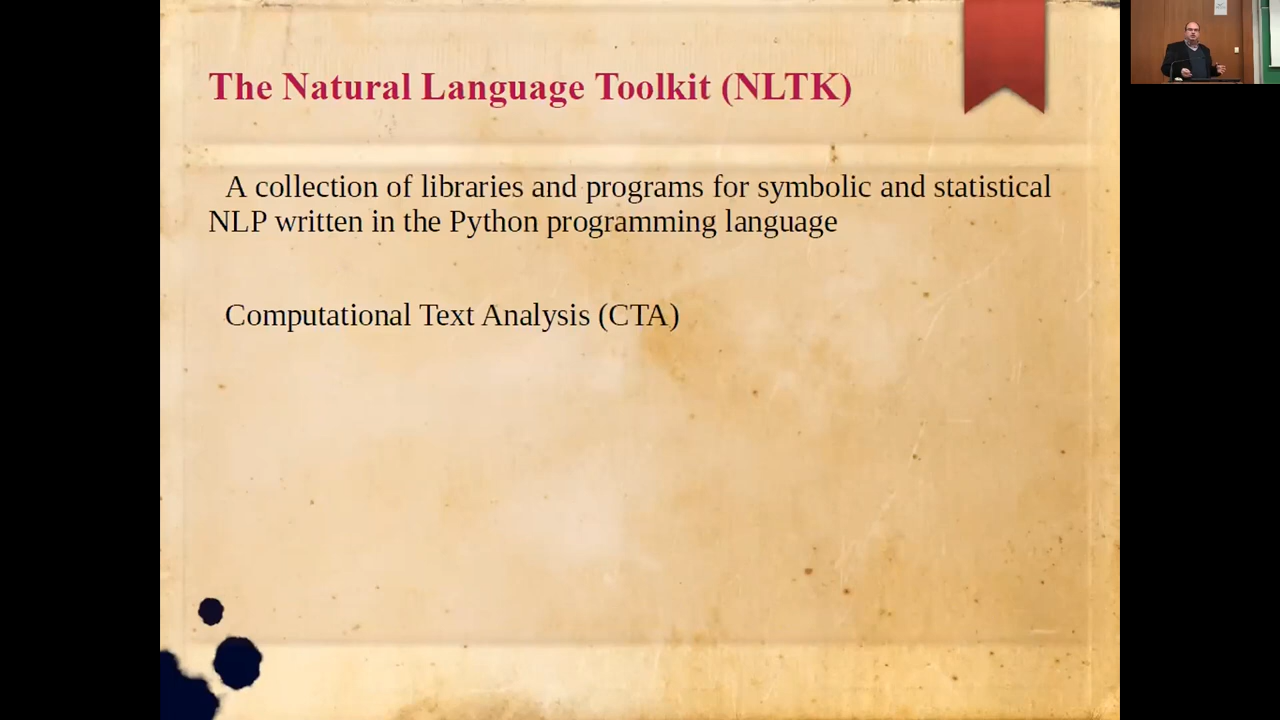 The Natural Language Toolkit (NLTK)
A collection of libraries and programs for symbolic and statistical
NLP written in the Python programming language
Computational Text Analysis (CTA)